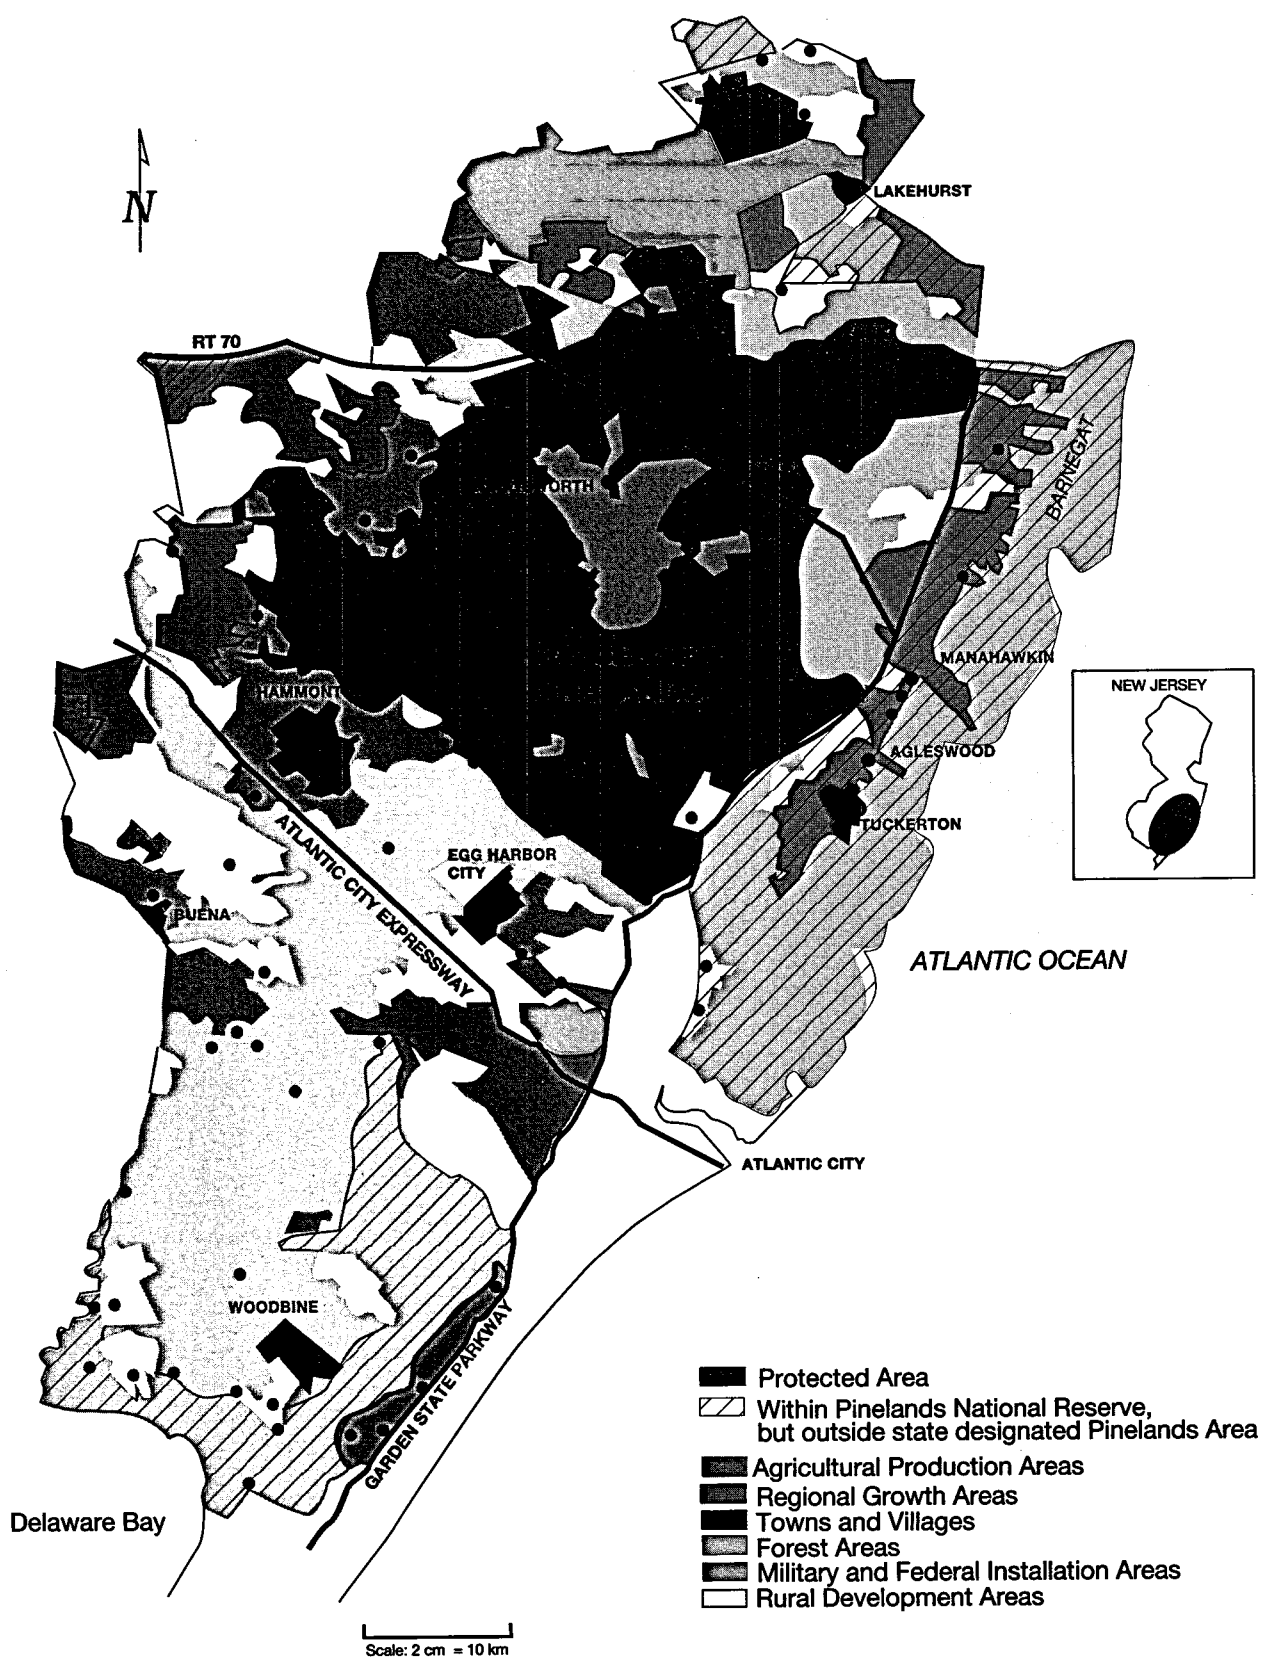 LAKEHURST
N
RT 70
BARNEGAT
ORTH
MANAHAWKIN
NEW JERSEY
HAMMONT
AGLESWOOD
TUCKERTON
ATLANTIC CITY EXPRESSWAY
EGG HARBOR
CITY
BUENA
ATLANTIC OCEAN
ATLANTIC CITY
WOODBINE
GARDEN STATE PARKWAY
Delaware Bay
Protected Area
Within Pinelands National Reserve,
but outside state designated Pinelands Area
Agricultural Production Areas
Regional Growth Areas
Towns and Villages
Forest Areas
Military and Federal Installation Areas
Rural Development Areas
Scale: 2 cm = 10 km